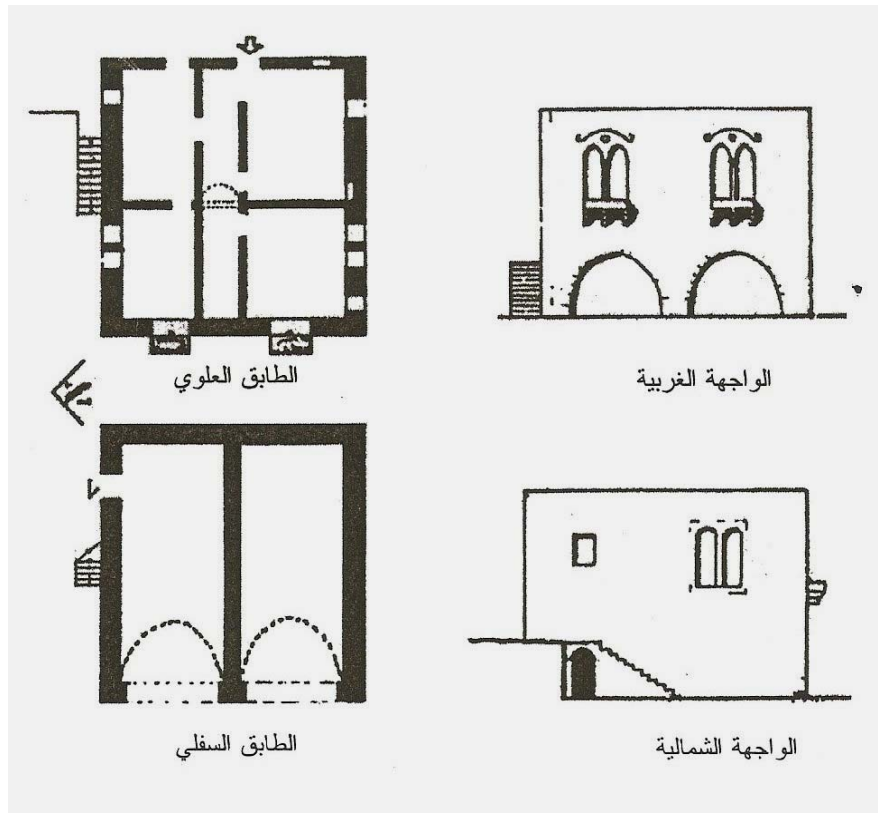 الطابق العلوي
الواجهة الغربية
الطابق السفلي
الواجهة الشمالية